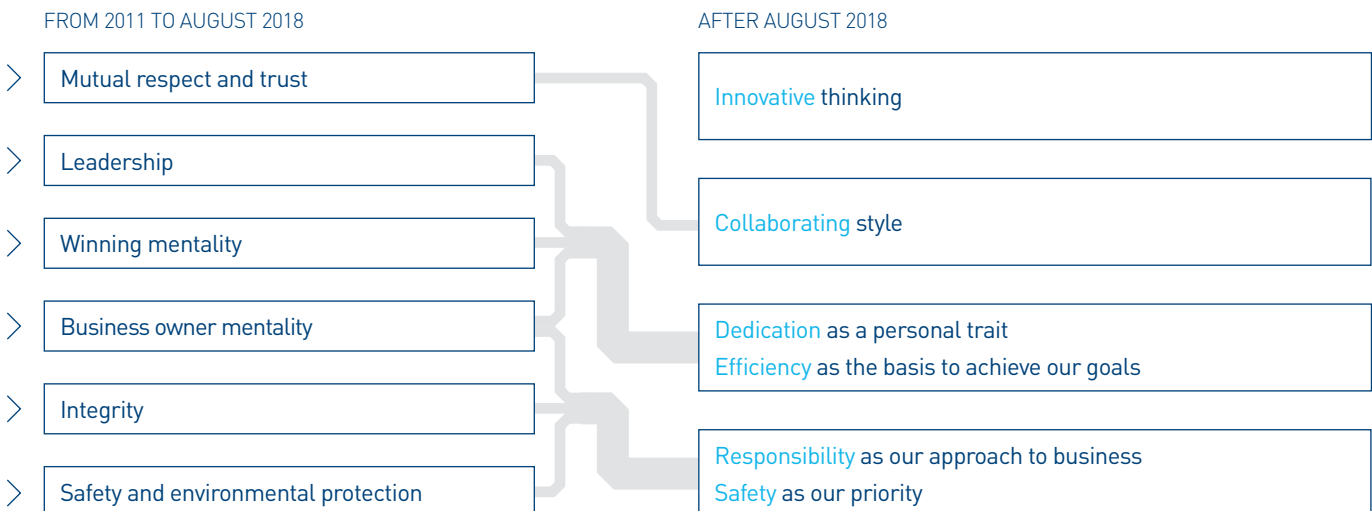 FROM 2011 TO AUGUST 2018
Mutual respect and trust
Leadership
Winning mentality
Business owner mentality
Integrity
Safety and environmental protection
AFTER AUGUST 2018
Innovative thinking
Collaborating style
Dedication as a personal trait
Efficiency as the basis to achieve our goals
Responsibility as our approach to business
Safety as our priority